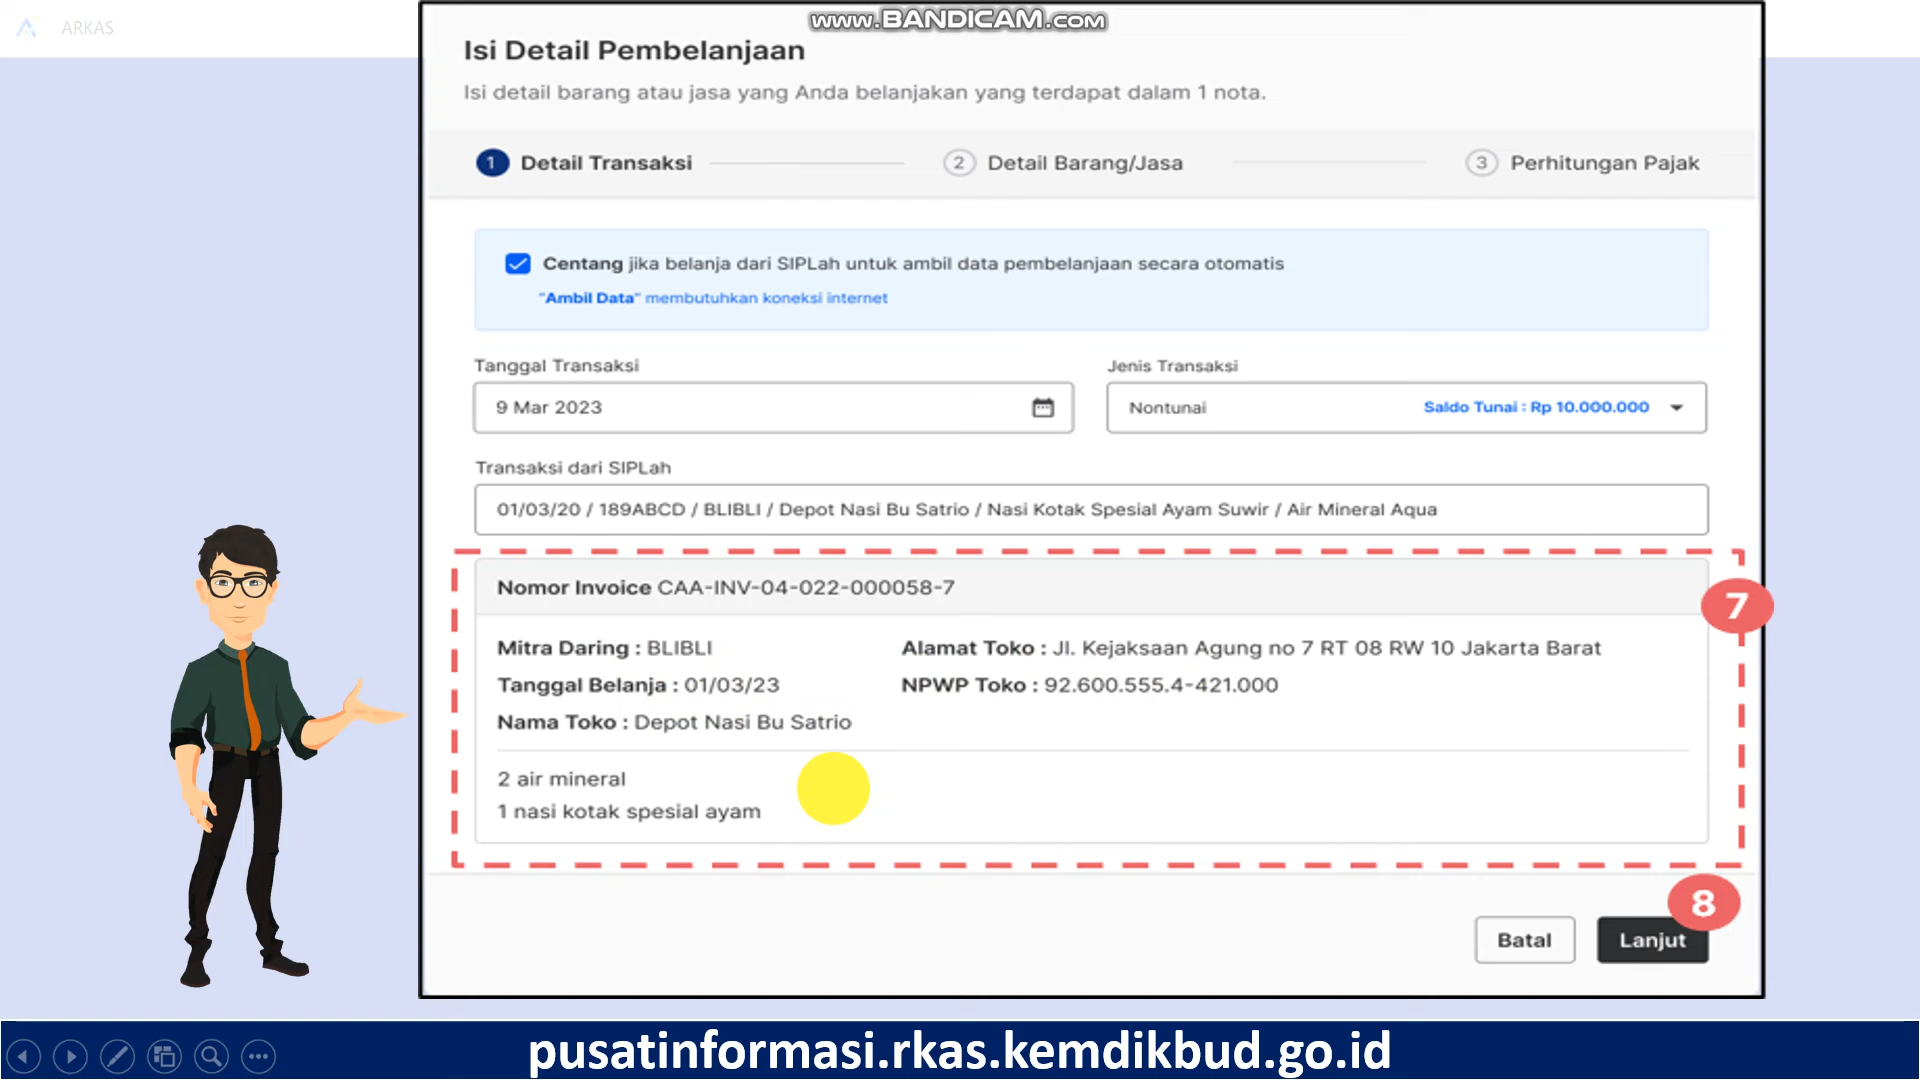 ARKAS
www.BANDICAM.com
Isi Detail Pembelanjaan
Isi detail barang atau jasa yang Anda belanjakan yang terdapat dalam 1 nota.
1 Detail Transaksi 2 Detail Barang/Jasa 3 Perhitungan Pajak
Centang jika belanja dari SIPLah untuk ambil data pembelanjaan secara otomatis
"Ambil Data" membutuhkan koneksi internet
Tanggal Transaksi Jenis Transaksi
9 Mar 2023 Nontunai Saldo Tunai : Rp 10.000.000
Transaksi dari SIPLah
01/03/20 / 189ABCD / BLIBLI / Depot Nasi Bu Satrio / Nasi Kotak Spesial Ayam Suwir / Air Mineral Aqua
Nomor Invoice CAA-INV-04-022-000058-7
7
Mitra Daring : BLIBLI Alamat Toko : Jl. Kejaksaan Agung no 7 RT 08 RW 10 Jakarta Barat
Tanggal Belanja : 01/03/23 NPWP Toko : 92.600.555.4-421.000
Nama Toko : Depot Nasi Bu Satrio
2 air mineral
1 nasi kotak spesial ayam
8
Batal Lanjut
pusatinformasi.rkas.kemdikbud.go.id